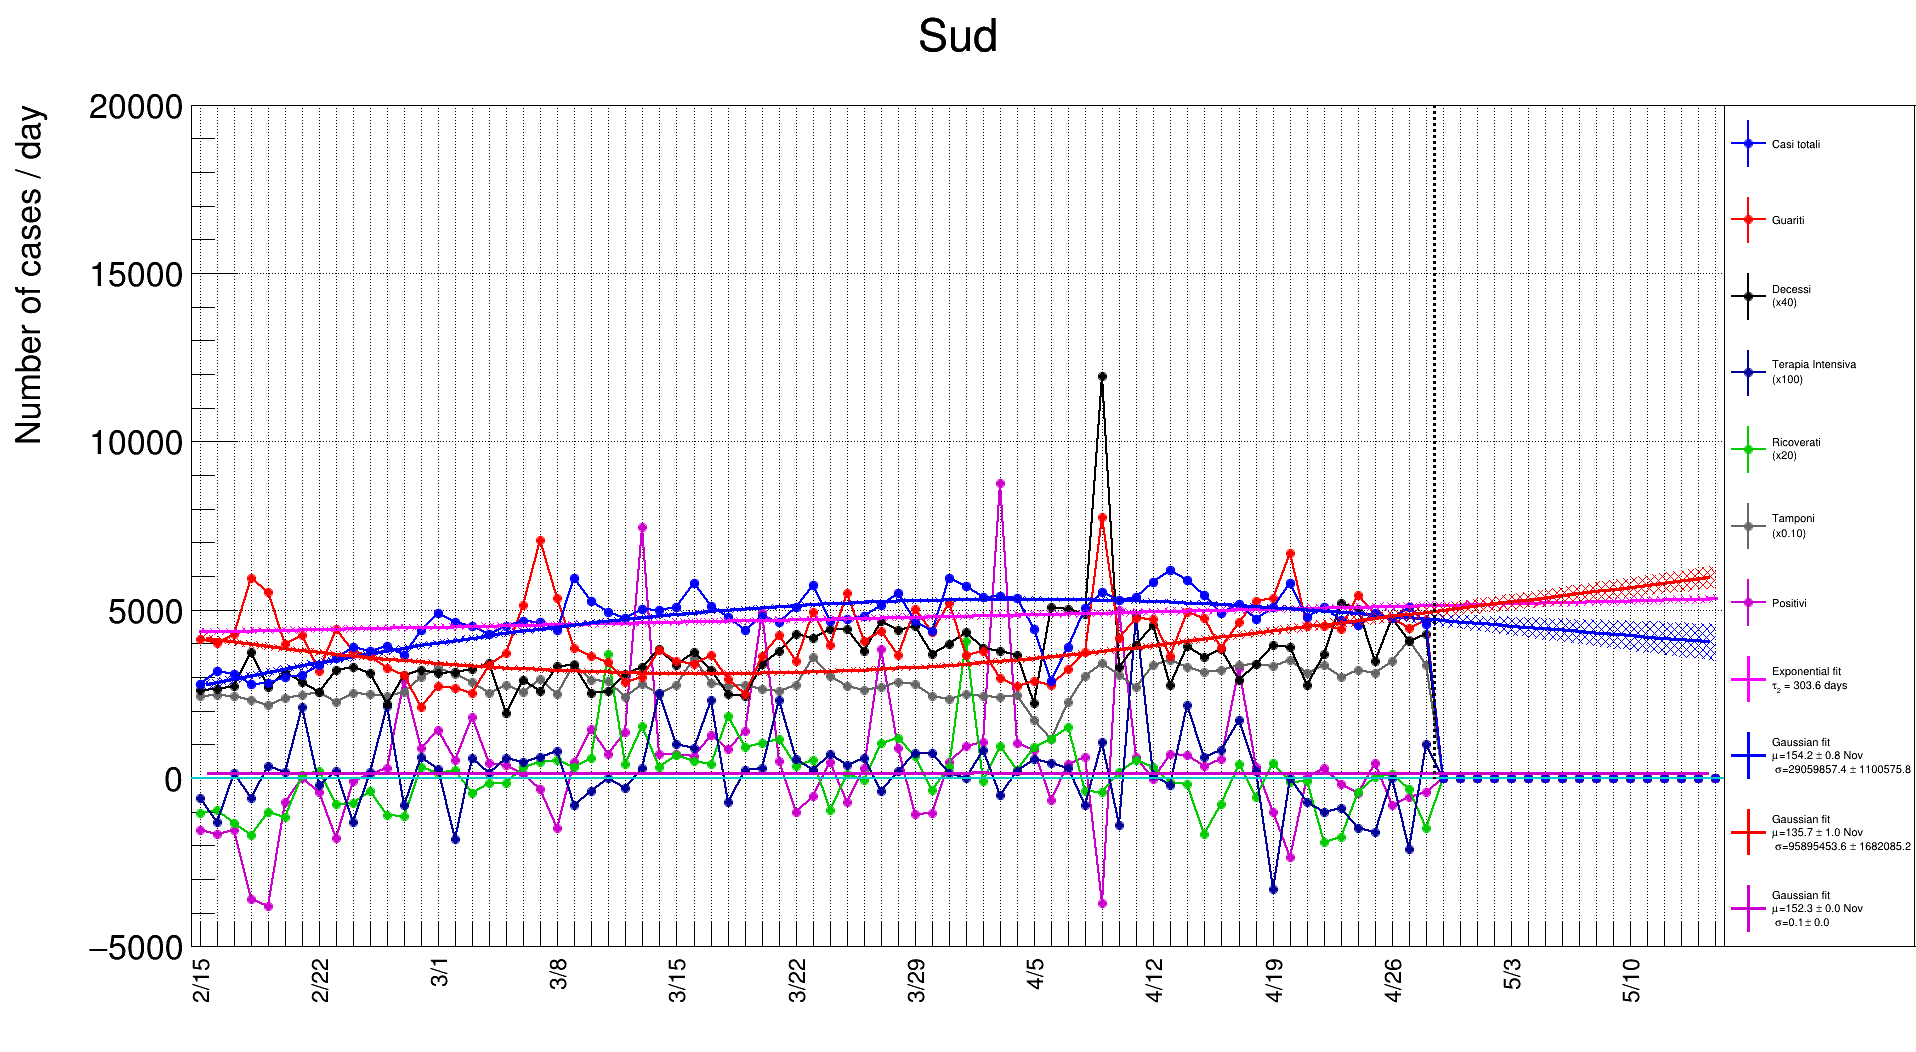 Sud
Number of cases / day
20000
15000
10000
5000
0
−5000
2/15
2/22
3/1
3/8
3/15
3/22
3/29
4/5
4/12
4/19
4/26
5/3
5/10
Casi totali
Guariti
Decessi
(x40)
Terapia Intensiva
(x100)
Ricoverati
(x20)
Tamponi
(x0.10)
Positivi
Exponential fit
τ₂ = 303.6 days
Gaussian fit
μ=154.2 ± 0.8 Nov
σ=29059857.4 ± 1100575.8
Gaussian fit
μ=135.7 ± 1.0 Nov
σ=95895453.6 ± 1682085.2
Gaussian fit
μ=152.3 ± 0.0 Nov
σ=0.1 ± 0.0